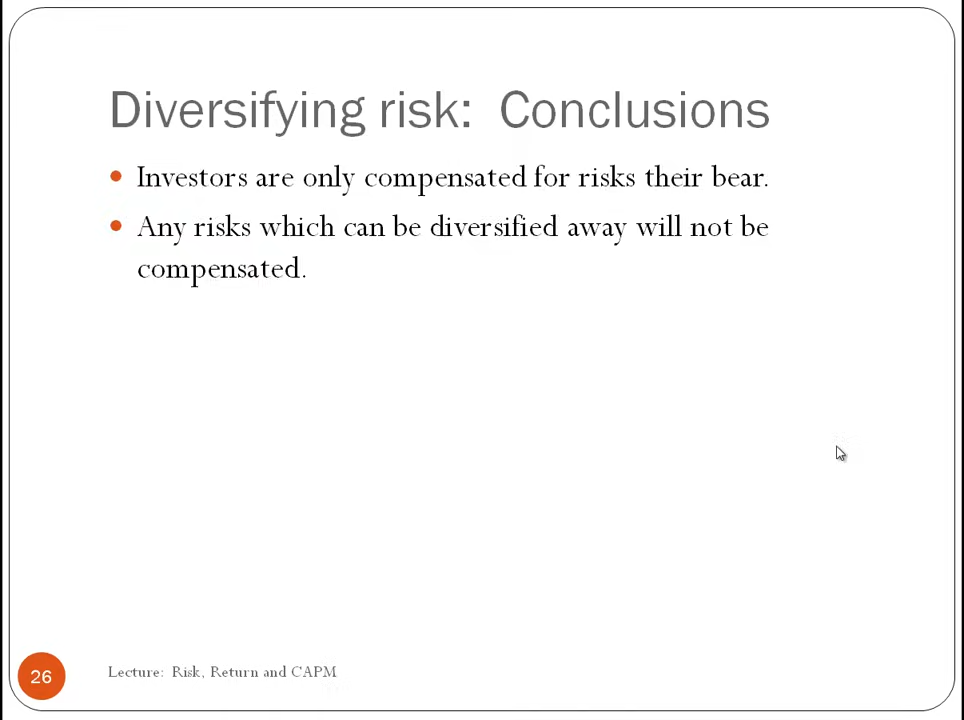 Diversifying risk:  Conclusions
Investors are only compensated for risks their bear.
Any risks which can be diversified away will not be
compensated.
26
Lecture:  Risk, Return and CAPM